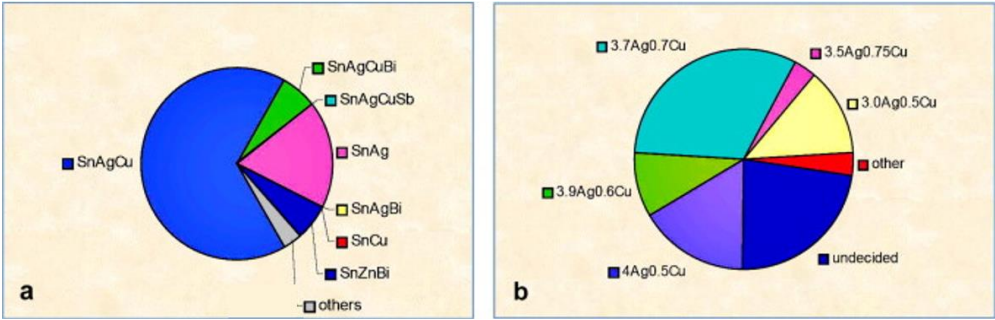 SnAgCuBi
SnAgCuSb
SnAg
SnAgCu
SnAgBi
SnCu
SnZnBi
others
a
3.7Ag0.7Cu
3.5Ag0.75Cu
3.0Ag0.5Cu
other
3.9Ag0.6Cu
undecided
4Ag0.5Cu
b